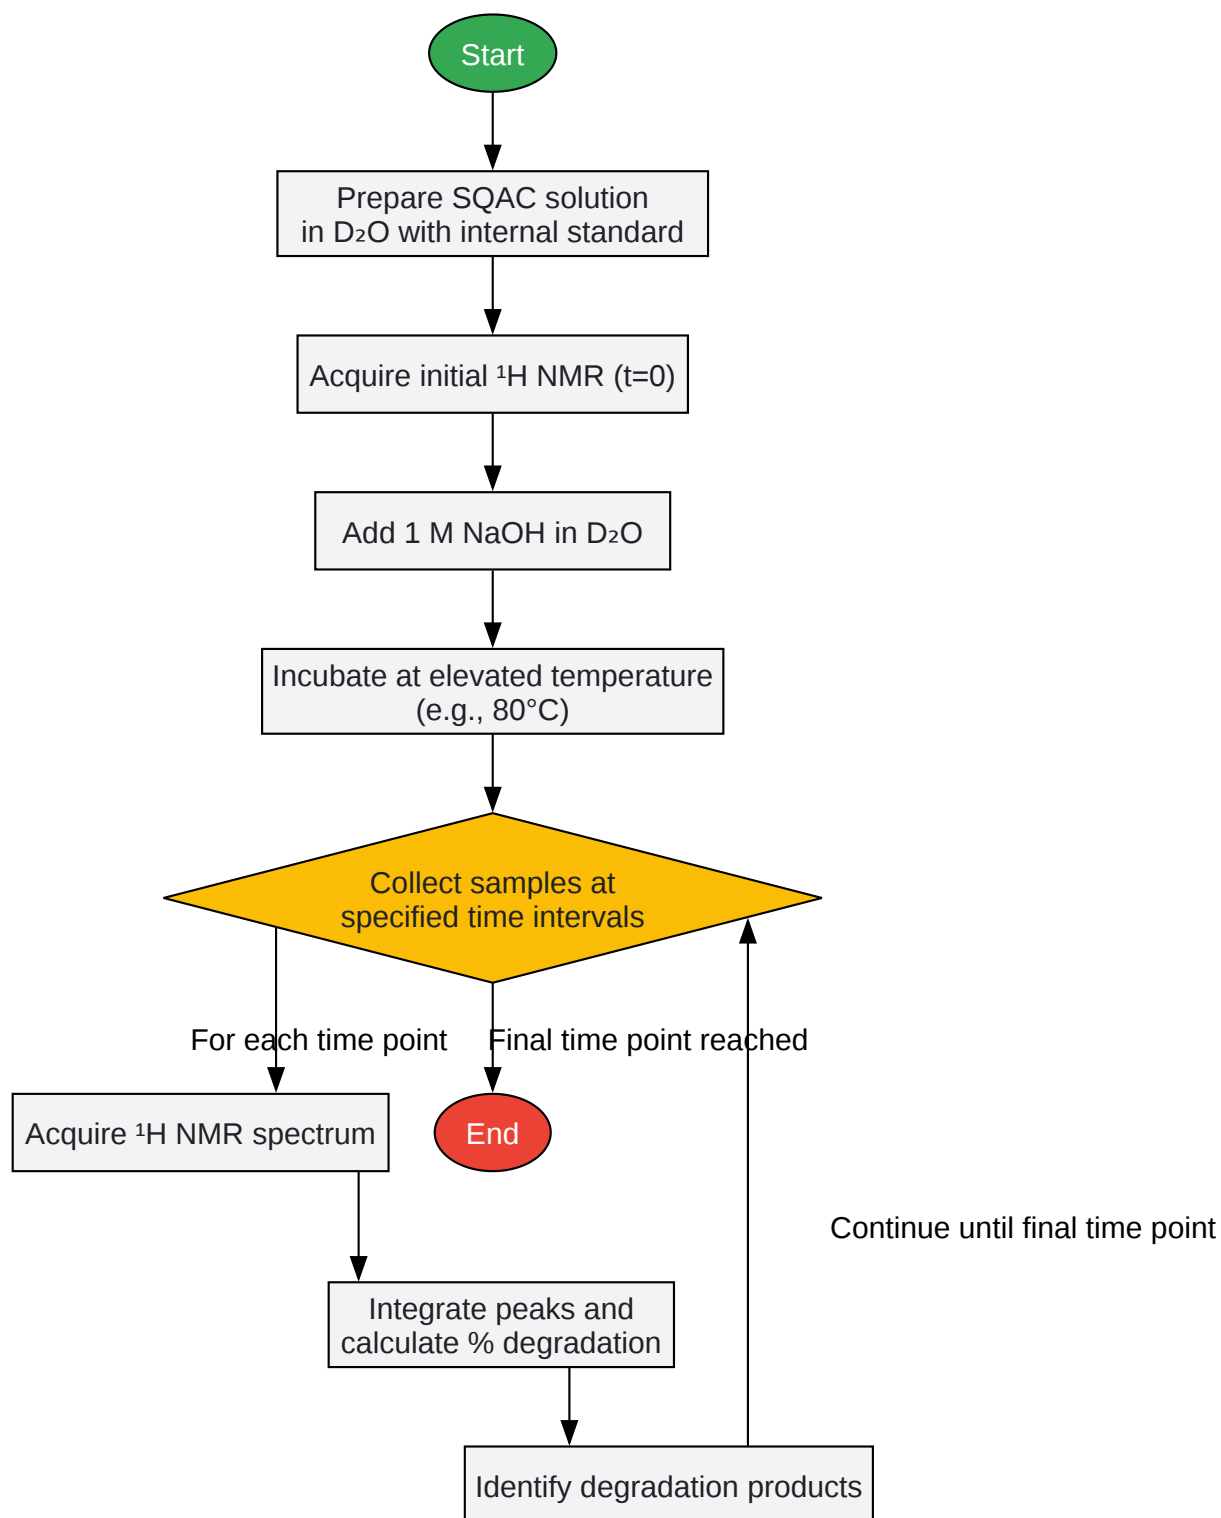 Start
Prepare SQAC solution
in D₂O with internal standard
Acquire initial ¹H NMR (t=0)
Add 1 M NaOH in D₂O
Incubate at elevated temperature
(e.g., 80°C)
Collect samples at
specified time intervals
For each time point
Final time point reached
Acquire ¹H NMR spectrum
End
Continue until final time point
Integrate peaks and
calculate % degradation
Identify degradation products